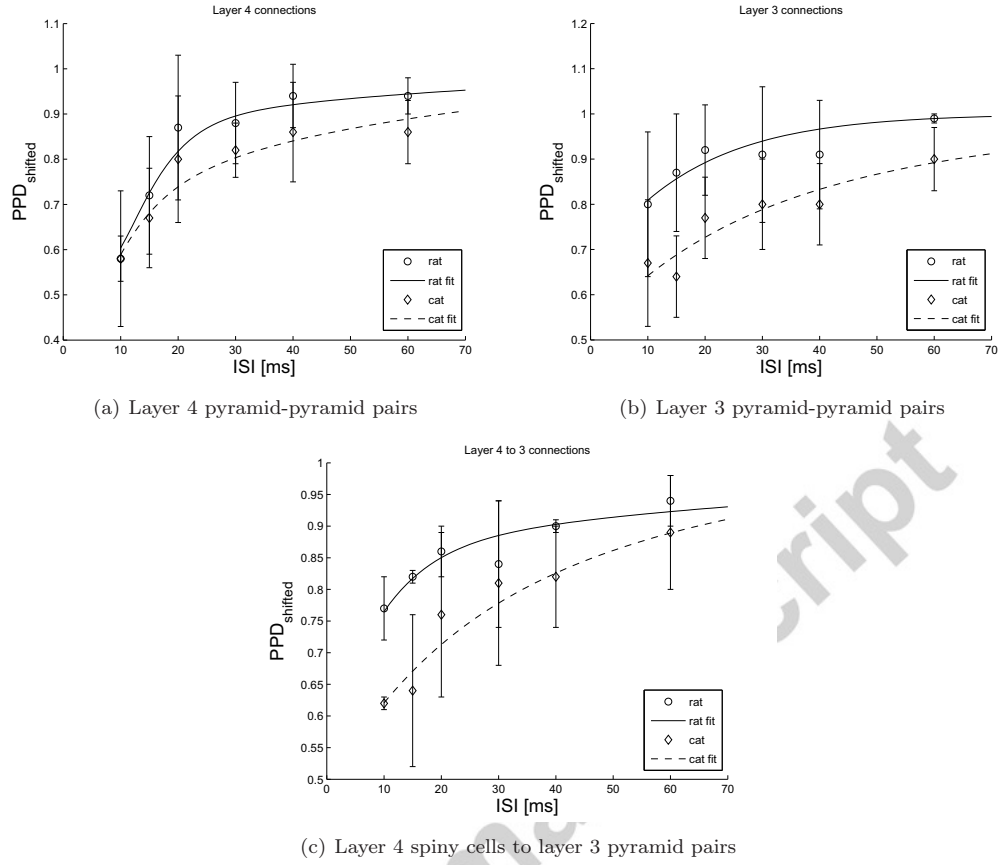 Layer 4 connections
1.1
1
0.9
0.8
0.7
0.6
0.5
0.4
PPDshifted
0 10 20 30 40 50 60 70
ISI [ms]
rat
rat fit
cat
cat fit
(a) Layer 4 pyramid-pyramid pairs
Layer 3 connections
1.2
1.1
1
0.9
0.8
0.7
0.6
0.5
PPDshifted
0 10 20 30 40 50 60 70
ISI [ms]
rat
rat fit
cat
cat fit
(b) Layer 3 pyramid-pyramid pairs
Layer 4 to 3 connections
1
0.95
0.9
0.85
0.8
0.75
0.7
0.65
0.6
0.55
0.5
PPDshifted
0 10 20 30 40 50 60 70
ISI [ms]
rat
rat fit
cat
cat fit
(c) Layer 4 spiny cells to layer 3 pyramid pairs
cript